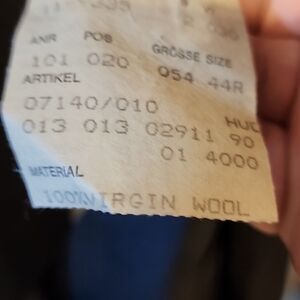 ANR POB GRÖSSE SIZE
101 020 054 44R
ARTIKEL
07140/010
HUC
013 013 02911 90
01 4000
MATERIAL
100%VIRGIN WOOL